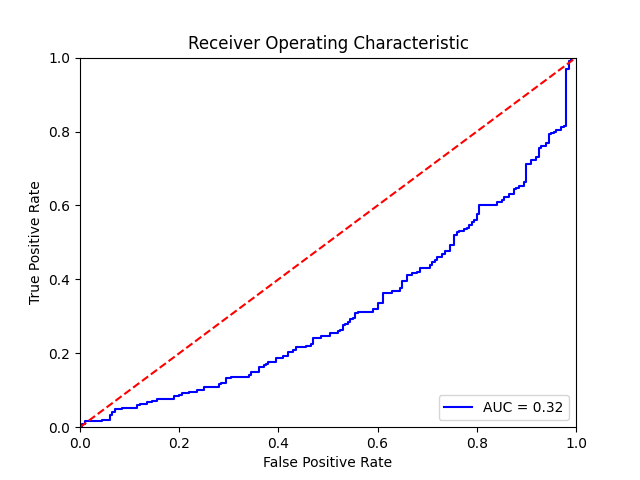 Receiver Operating Characteristic
True Positive Rate
1.0
0.8
0.6
0.4
0.2
0.0
0.0 0.2 0.4 0.6 0.8 1.0
False Positive Rate
AUC = 0.32